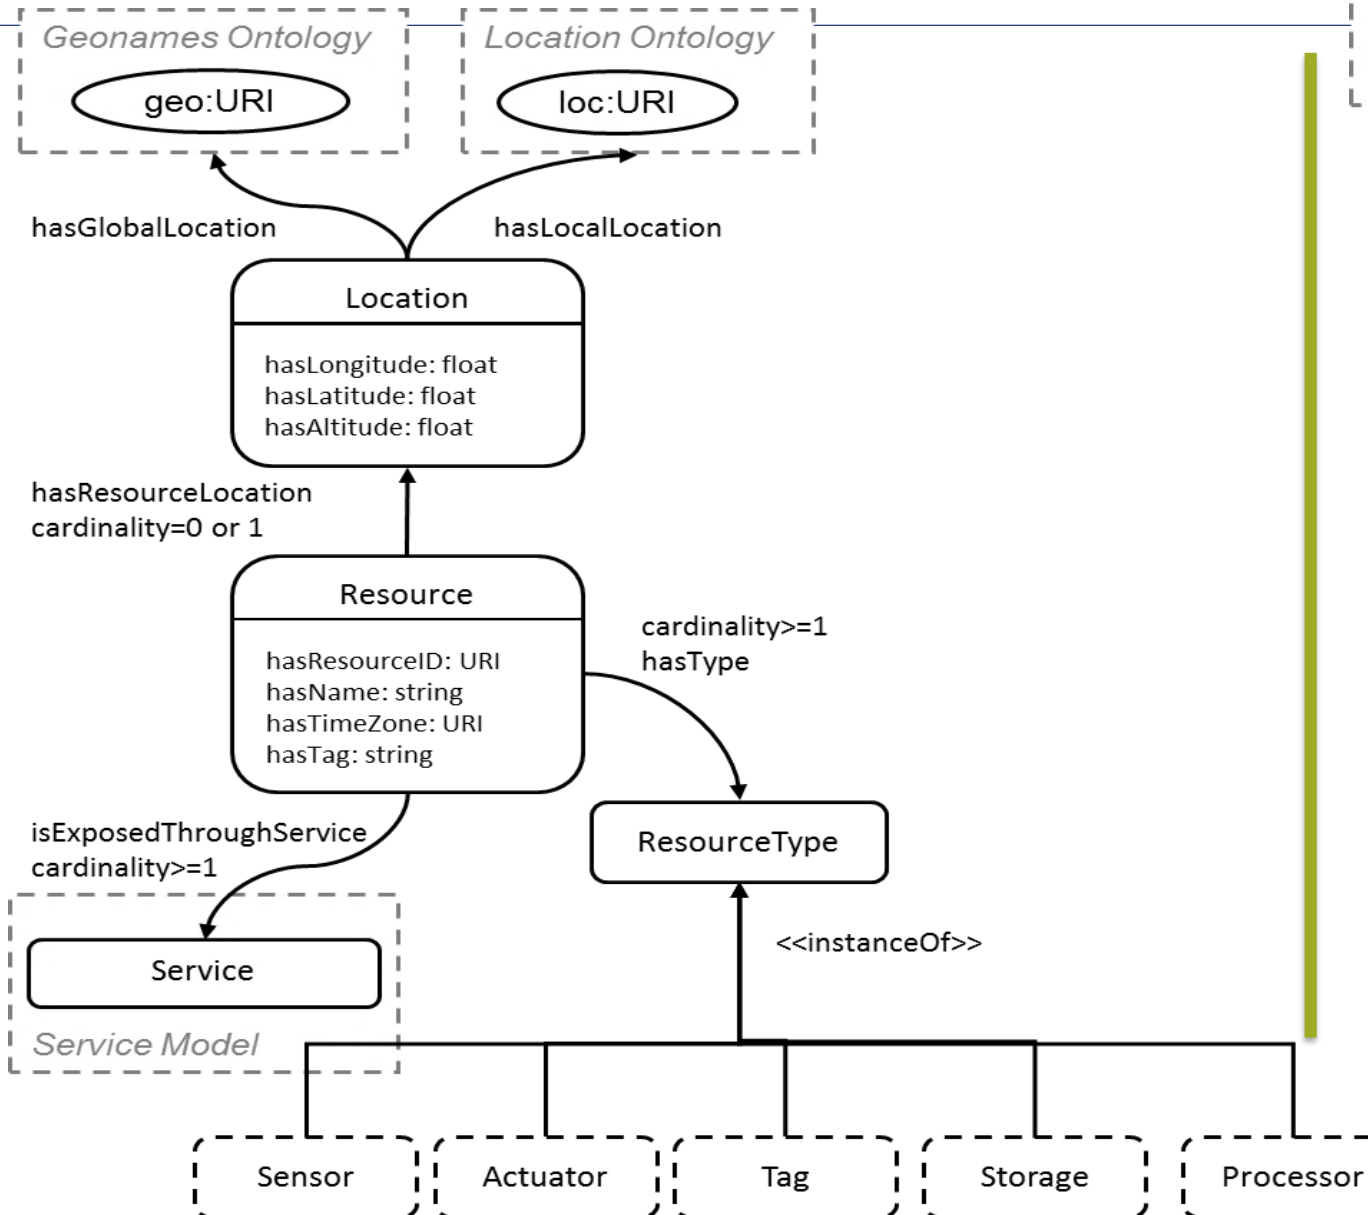 Geonames Ontology
Location Ontology
geo:URI
loc:URI
hasGlobalLocation
hasLocalLocation
Location
hasLongitude: float
hasLatitude: float
hasAltitude: float
hasResourceLocation
cardinality=0 or 1
Resource
hasResourceID: URI
hasName: string
hasTimeZone: URI
hasTag: string
cardinality>=1
hasType
isExposedThroughService
cardinality>=1
ResourceType
<<instanceOf>>
Service
Service Model
Sensor
Actuator
Tag
Storage
Processor